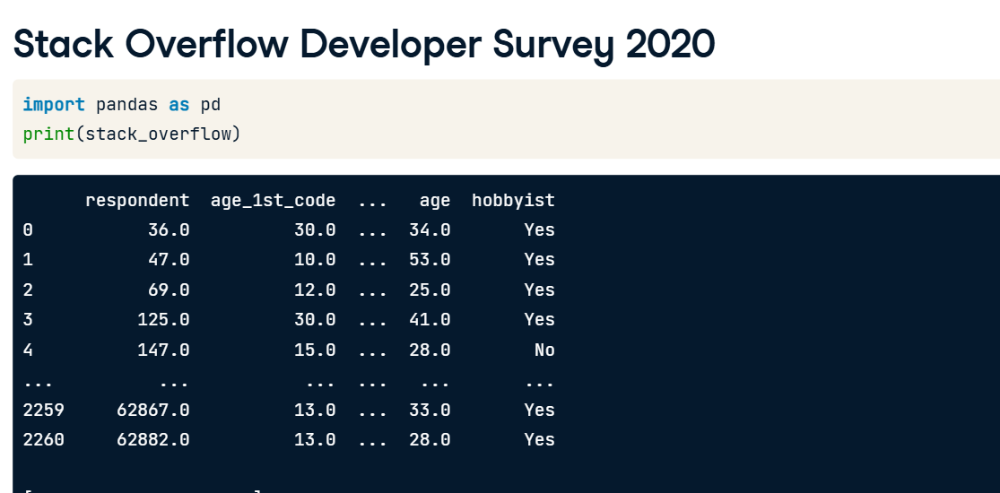 Stack Overflow Developer Survey 2020
import pandas as pd
print(stack_overflow)
respondent age_1st_code ... age hobbyist
0 36.0 30.0 ... 34.0 Yes
1 47.0 10.0 ... 53.0 Yes
2 69.0 12.0 ... 25.0 Yes
3 125.0 30.0 ... 41.0 Yes
4 147.0 15.0 ... 28.0 No
... ... ... ... ... ...
2259 62867.0 13.0 ... 33.0 Yes
2260 62882.0 13.0 ... 28.0 Yes